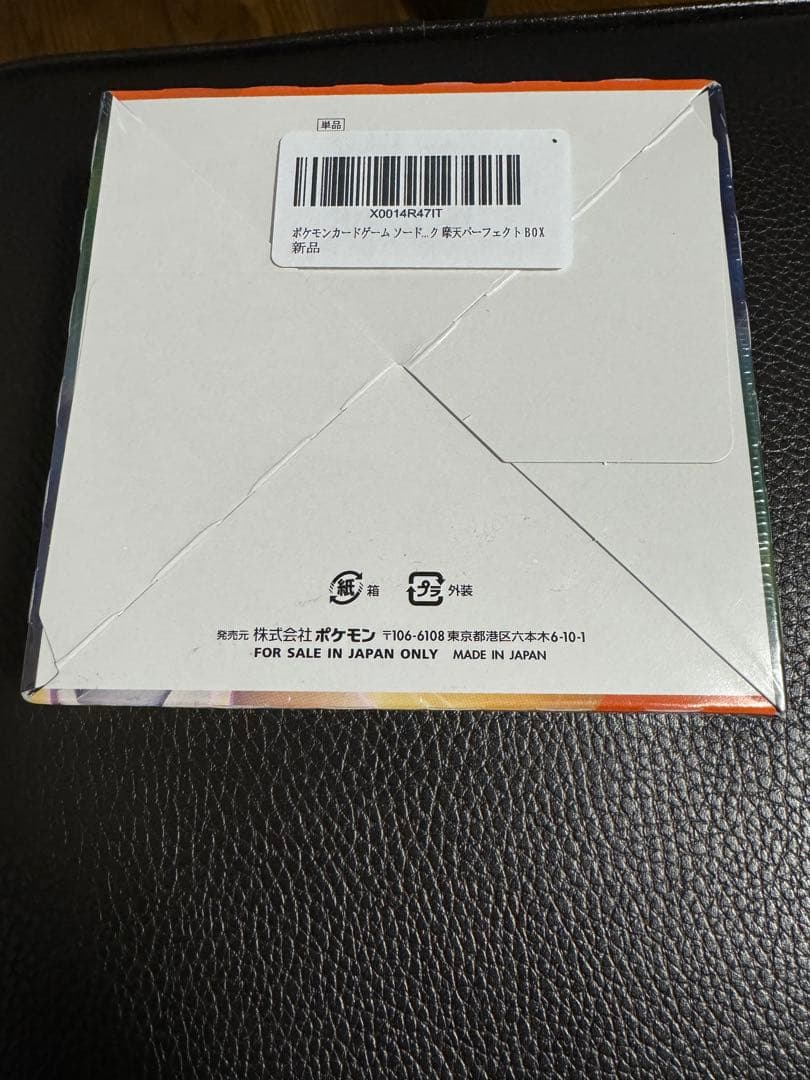 単品
X0014R47IT
ポケモンカードゲーム ソード...ク 摩天パーフェクト BOX
新品
紙 箱 プラ 外装
発売元 株式会社ポケモン 〒106-6108 東京都港区六本木6-10-1
FOR SALE IN JAPAN ONLY MADE IN JAPAN